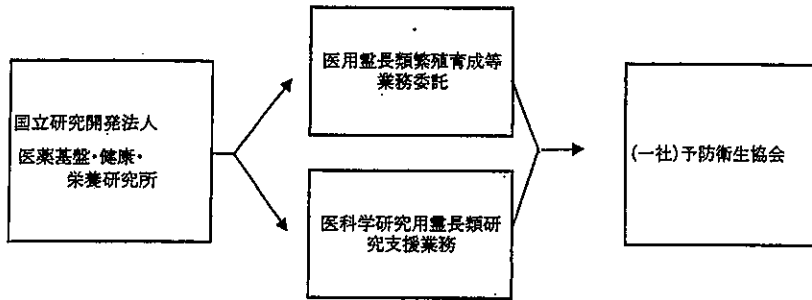 国立研究開発法人
医薬基盤・健康・
栄養研究所
医用霊長類繁殖育成等
業務委託
医科学研究用霊長類研
究支援業務
(一社)予防衛生協会